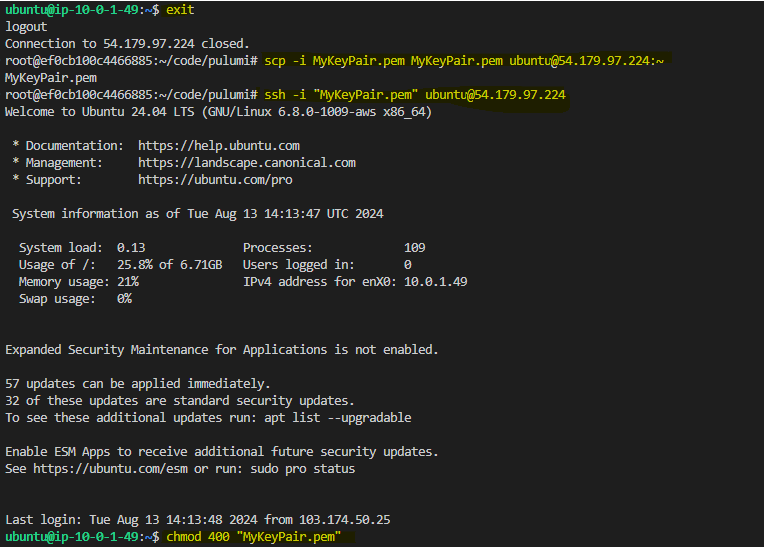 ubuntu@ip-10-0-1-49:~$ exit
logout
Connection to 54.179.97.224 closed.
root@ef0cb100c4466885:~/code/pulumi# scp -i MyKeyPair.pem MyKeyPair.pem ubuntu@54.179.97.224:~
MyKeyPair.pem
root@ef0cb100c4466885:~/code/pulumi# ssh -i "MyKeyPair.pem" ubuntu@54.179.97.224
Welcome to Ubuntu 24.04 LTS (GNU/Linux 6.8.0-1009-aws x86_64)
* Documentation:  https://help.ubuntu.com
* Management:     https://landscape.canonical.com
* Support:        https://ubuntu.com/pro
System information as of Tue Aug 13 14:13:47 UTC 2024
System load:  0.13               Processes:             109
Usage of /:   25.8% of 6.71GB   Users logged in:       0
Memory usage: 21%                IPv4 address for enX0: 10.0.1.49
Swap usage:   0%
Expanded Security Maintenance for Applications is not enabled.
57 updates can be applied immediately.
32 of these updates are standard security updates.
To see these additional updates run: apt list --upgradable
Enable ESM Apps to receive additional future security updates.
See https://ubuntu.com/esm or run: sudo pro status
Last login: Tue Aug 13 14:13:48 2024 from 103.174.50.25
ubuntu@ip-10-0-1-49:~$ chmod 400 "MyKeyPair.pem"